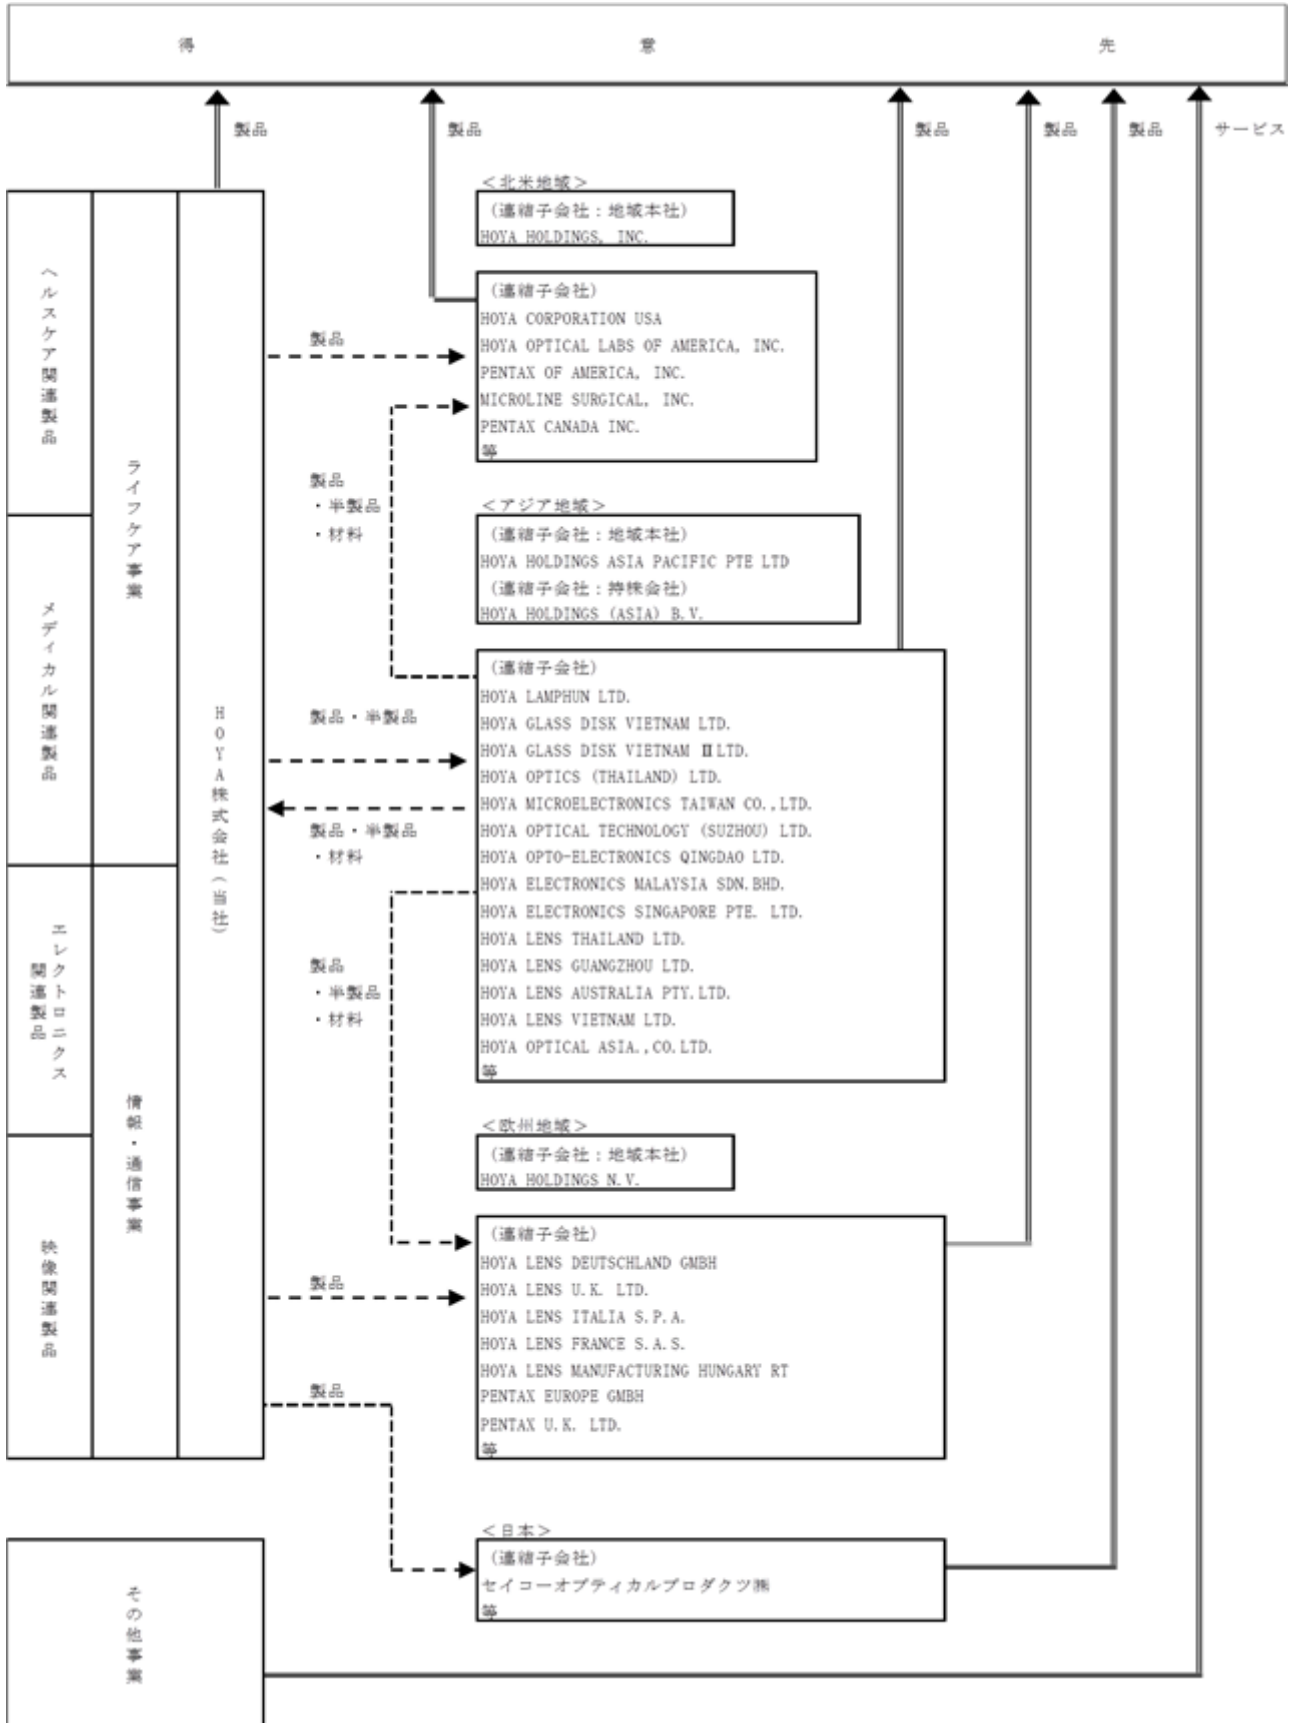 得意先
製品
製品
製品
製品
製品
サービス
ヘルスケア関連製品
メディカル関連製品
エレクトロニクス
関連製品
映像関連製品
ライフケア事業
情報・通信事業
HOYA株式会社(当社)
その他事業
<北米地域>
(連結子会社:地域本社)
HOYA HOLDINGS, INC.
(連結子会社)
HOYA CORPORATION USA
HOYA OPTICAL LABS OF AMERICA, INC.
PENTAX OF AMERICA, INC.
MICROLINE SURGICAL, INC.
PENTAX CANADA INC.
等
製品
製品
・半製品
・材料
<アジア地域>
(連結子会社:地域本社)
HOYA HOLDINGS ASIA PACIFIC PTE LTD
(連結子会社:持株会社)
HOYA HOLDINGS (ASIA) B.V.
(連結子会社)
HOYA LAMPHUN LTD.
HOYA GLASS DISK VIETNAM LTD.
HOYA GLASS DISK VIETNAM ⅡLTD.
HOYA OPTICS (THAILAND) LTD.
HOYA MICROELECTRONICS TAIWAN CO.,LTD.
HOYA OPTICAL TECHNOLOGY (SUZHOU) LTD.
HOYA OPTO-ELECTRONICS QINGDAO LTD.
HOYA ELECTRONICS MALAYSIA SDN.BHD.
HOYA ELECTRONICS SINGAPORE PTE. LTD.
HOYA LENS THAILAND LTD.
HOYA LENS GUANGZHOU LTD.
HOYA LENS AUSTRALIA PTY.LTD.
HOYA LENS VIETNAM LTD.
HOYA OPTICAL ASIA.,CO.LTD.
等
製品・半製品
製品・半製品
・材料
製品
・半製品
・材料
<欧州地域>
(連結子会社:地域本社)
HOYA HOLDINGS N.V.
(連結子会社)
HOYA LENS DEUTSCHLAND GMBH
HOYA LENS U.K. LTD.
HOYA LENS ITALIA S.P.A.
HOYA LENS FRANCE S.A.S.
HOYA LENS MANUFACTURING HUNGARY RT
PENTAX EUROPE GMBH
PENTAX U.K. LTD.
等
製品
製品
<日本>
(連結子会社)
セイコーオプティカルプロダクツ㈱
等